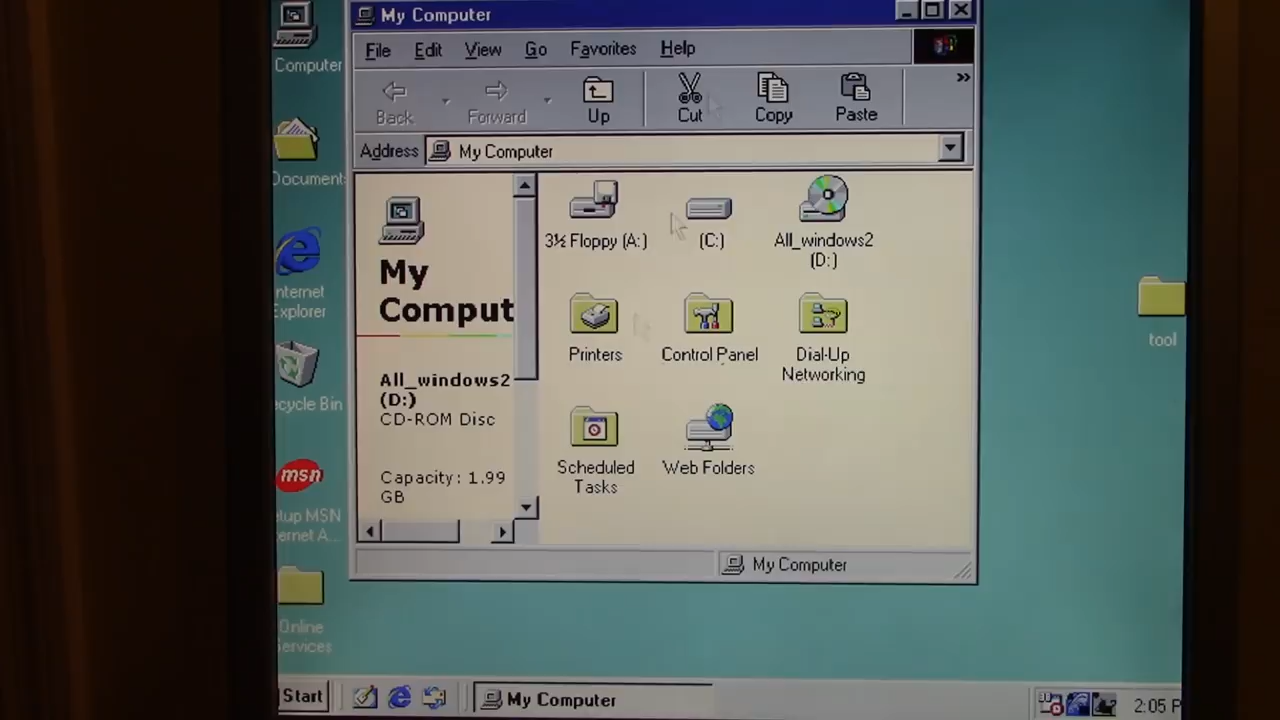 My Computer
File Edit View Go Favorites Help
Back Forward Up Cut Copy Paste
Address My Computer
Computer
Document
Internet
Explorer
ecycle Bin
msn
etup MSN
ernet A...
Online
Services
My
Comput
All_windows2
(D:)
CD-ROM Disc
Capacity: 1.99
GB
3½ Floppy (A:)
(C:)
All_windows2
(D:)
Printers
Control Panel
Dial-Up
Networking
Scheduled
Tasks
Web Folders
My Computer
tool
Start
My Computer
2:05 P